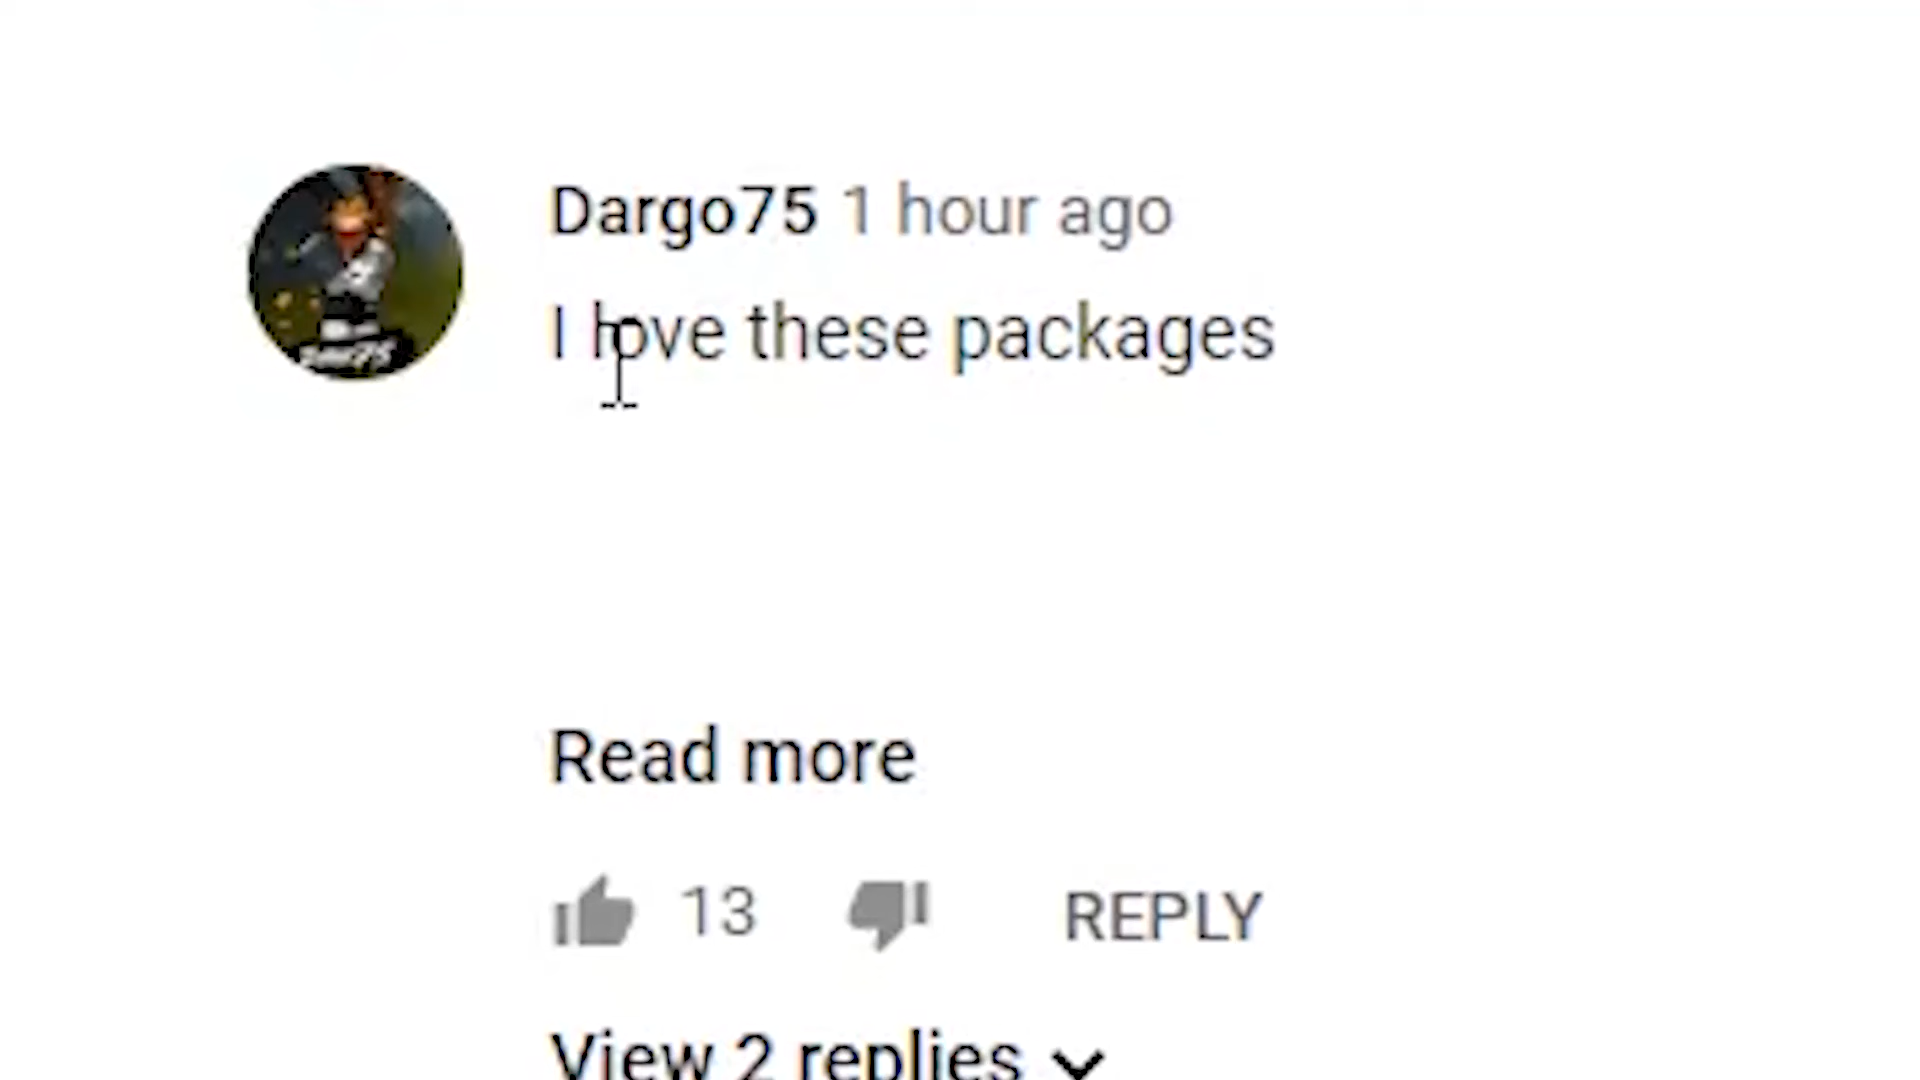 Dargo75 1 hour ago
I love these packages
Read more
13 REPLY
View 2 replies